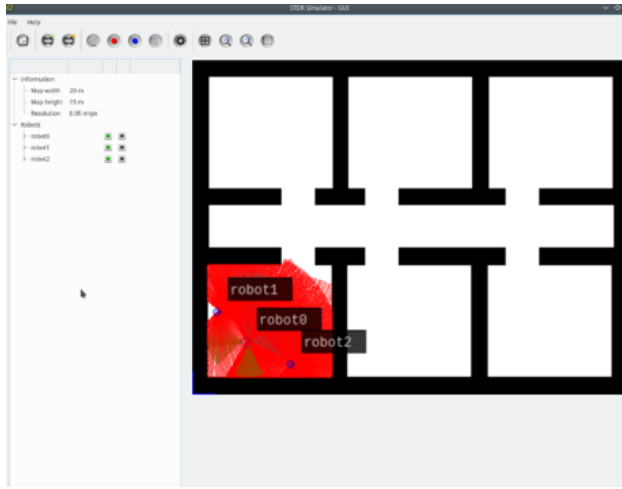 STDR Simulator - GUI
File Help
Information
Map width 20 m
Map height 15 m
Resolution 0.05 m/px
Robots
robot0
robot1
robot2
robot1
robot0
robot2